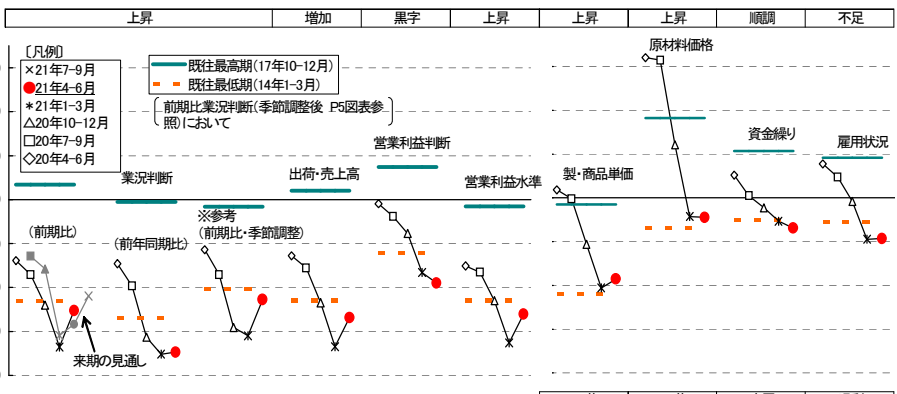 上昇 増加 黒字 上昇 上昇 上昇 順調 不足
〔凡例〕
×21年7-9月
●21年4-6月
＊21年1-3月
△20年10-12月
□20年7-9月
◇20年4-6月
既往最高期(17年10-12月)
既往最低期(14年1-3月)
前期比業況判断(季節調整後 P5図表参
照)において
(前期比)
来期の見通し
業況判断
(前年同期比)
※参考
(前期比・季節調整)
出荷・売上高
営業利益判断
営業利益水準
製・商品単価
原材料価格
資金繰り
雇用状況